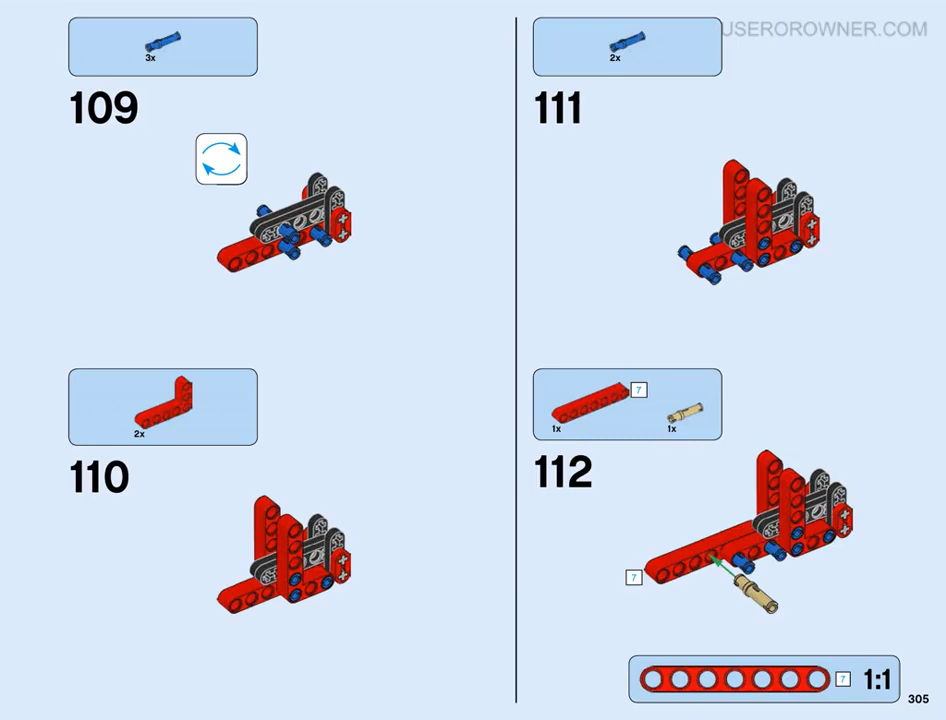 3x
109
2x
110
USEROROWNER.COM
2x
111
7
1x
1x
112
7
7
1:1
305